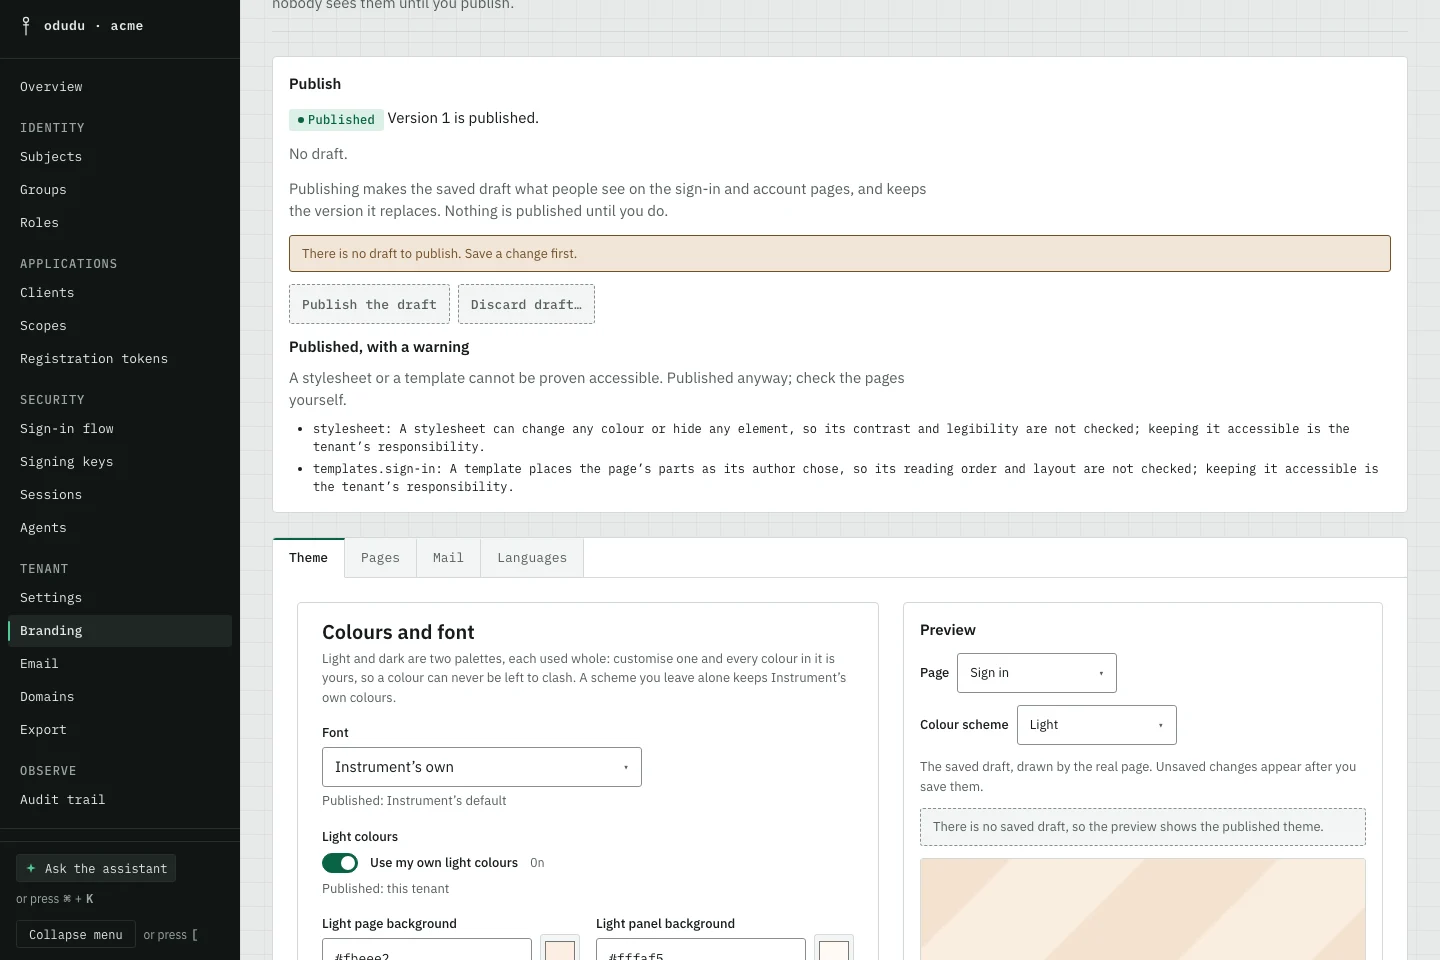 nobody sees them until you publish.
odudu · acme
Overview
IDENTITY
Subjects
Groups
Roles
APPLICATIONS
Clients
Scopes
Registration tokens
SECURITY
Sign-in flow
Signing keys
Sessions
Agents
TENANT
Settings
Branding
Email
Domains
Export
OBSERVE
Audit trail
Ask the assistant
or press ⌘ + K
Collapse menu or press [
Publish
Published Version 1 is published.
No draft.
Publishing makes the saved draft what people see on the sign-in and account pages, and keeps
the version it replaces. Nothing is published until you do.
There is no draft to publish. Save a change first.
Publish the draft Discard draft…
Published, with a warning
A stylesheet or a template cannot be proven accessible. Published anyway; check the pages
yourself.
• stylesheet: A stylesheet can change any colour or hide any element, so its contrast and legibility are not checked; keeping it accessible is the
tenant’s responsibility.
• templates.sign-in: A template places the page’s parts as its author chose, so its reading order and layout are not checked; keeping it accessible is
the tenant’s responsibility.
Theme Pages Mail Languages
Colours and font
Light and dark are two palettes, each used whole: customise one and every colour in it is
yours, so a colour can never be left to clash. A scheme you leave alone keeps Instrument’s
own colours.
Font
Instrument’s own
Published: Instrument’s default
Light colours
Use my own light colours On
Published: this tenant
Light page background Light panel background
#fbeee2 #fffaf5
Preview
Page Sign in
Colour scheme Light
The saved draft, drawn by the real page. Unsaved changes appear after you
save them.
There is no saved draft, so the preview shows the published theme.